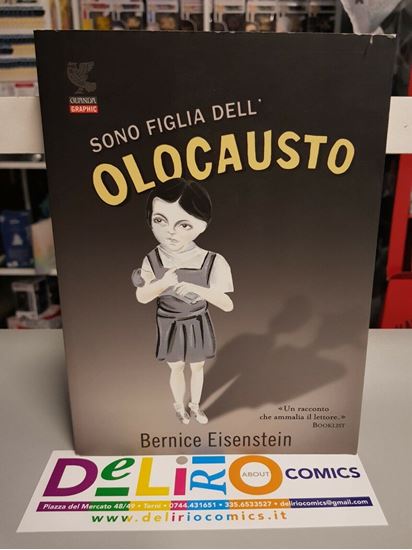 GUANDA
GRAPHIC
SONO FIGLIA DELL'
OLOCAUSTO
«Un racconto
che ammalia il lettore.»
BOOKLIST
Bernice Eisenstein
DeLiRiO ABOUT COMICS
Piazza del Mercato 48/49 • Terni • 0744.431651 • 335.6533527 • deliriocomics@gmail.com
www.deliriocomics.it